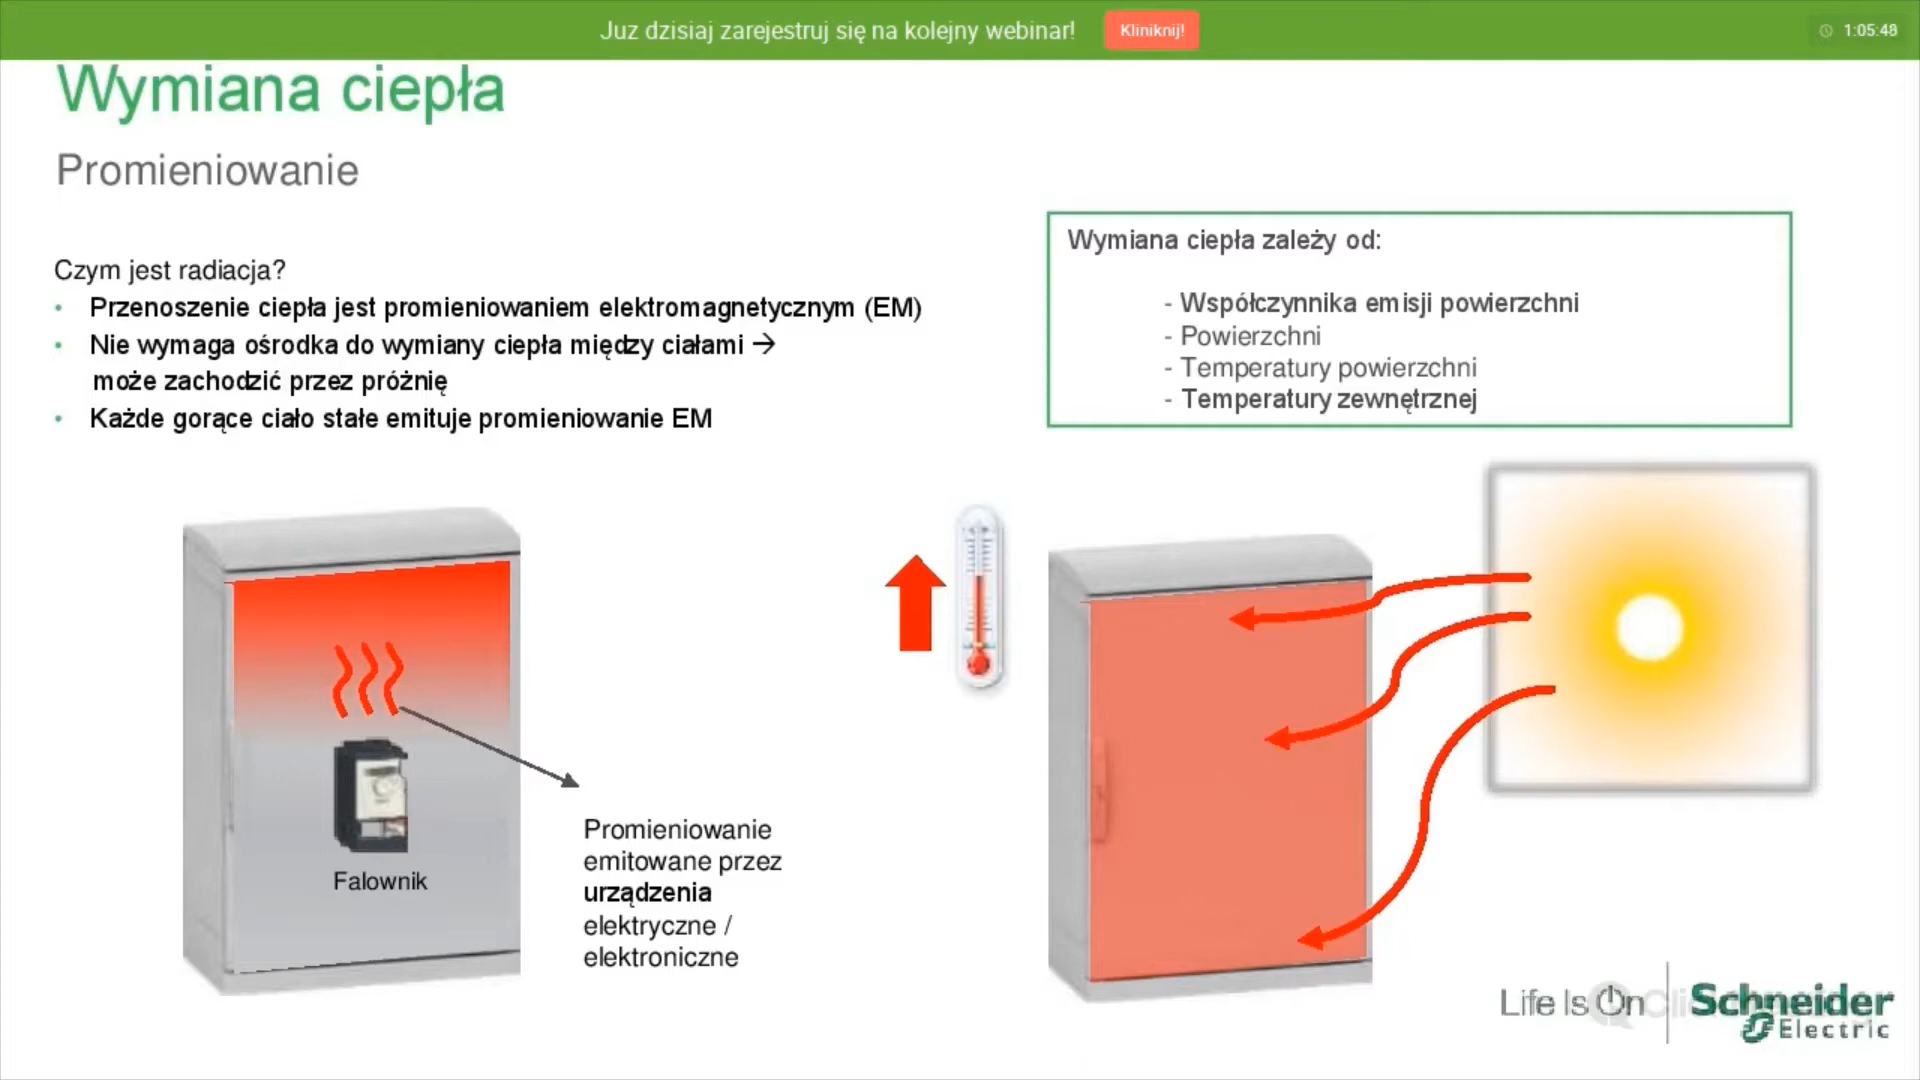 Juz dzisiaj zarejestruj się na kolejny webinar!
Kliniknij!
1:05:48
Wymiana ciepła
Promieniowanie
Czym jest radiacja?
• Przenoszenie ciepła jest promieniowaniem elektromagnetycznym (EM)
• Nie wymaga ośrodka do wymiany ciepła między ciałami →
może zachodzić przez próżnię
• Każde gorące ciało stałe emituje promieniowanie EM
Wymiana ciepła zależy od:
- Współczynnika emisji powierzchni
- Powierzchni
- Temperatury powierzchni
- Temperatury zewnętrznej
Falownik
Promieniowanie
emitowane przez
urządzenia
elektryczne /
elektroniczne
Life Is On
Schneider
Electric